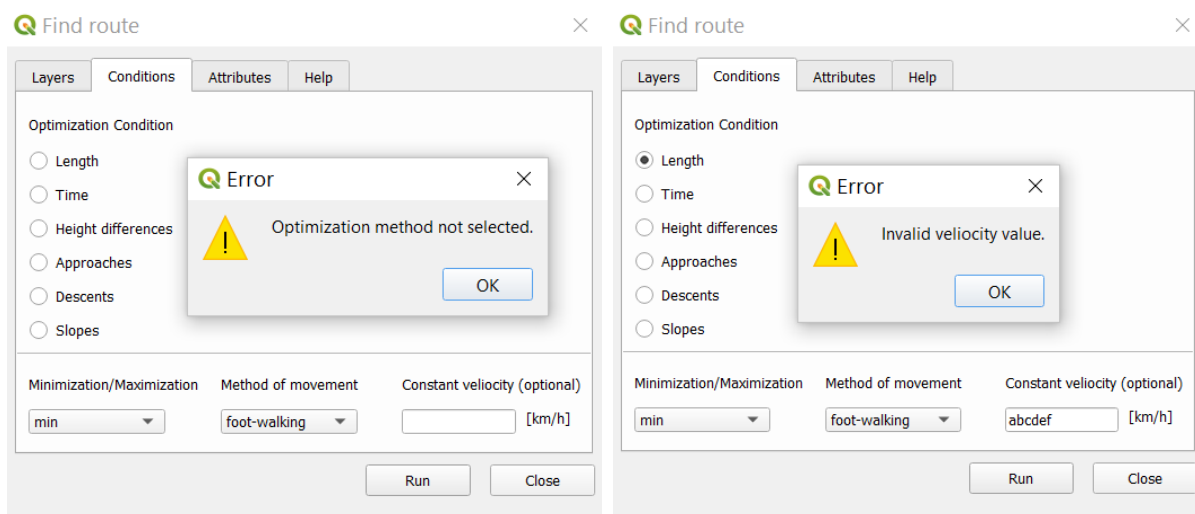 Find route
Layers Conditions Attributes Help
Optimization Condition
Length
Time
Height differences
Approaches
Descents
Slopes
Error
Optimization method not selected.
OK
Minimization/Maximization Method of movement Constant veliocity (optional)
min foot-walking [km/h]
Run Close
Find route
Layers Conditions Attributes Help
Optimization Condition
Length
Time
Height differences
Approaches
Descents
Slopes
Error
Invalid veliocity value.
OK
Minimization/Maximization Method of movement Constant veliocity (optional)
min foot-walking abcdef [km/h]
Run Close